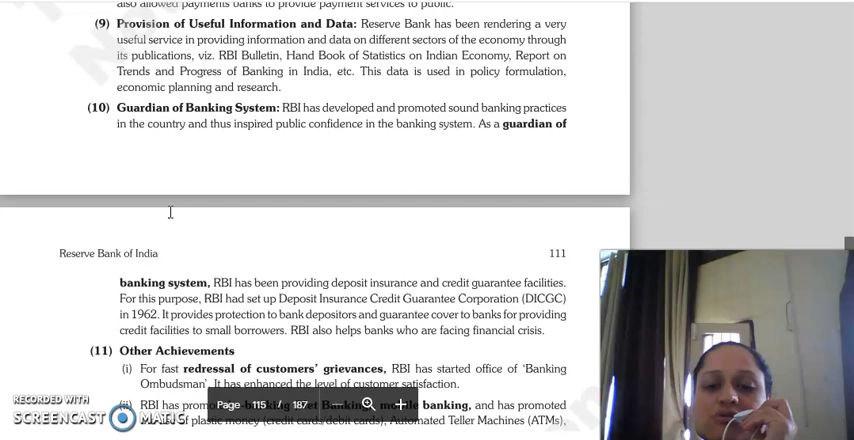 also allowed payments banks to provide payment services to public.
(9) Provision of Useful Information and Data: Reserve Bank has been rendering a very
useful service in providing information and data on different sectors of the economy through
its publications, viz. RBI Bulletin, Hand Book of Statistics on Indian Economy, Report on
Trends and Progress of Banking in India, etc. This data is used in policy formulation,
economic planning and research.
(10) Guardian of Banking System: RBI has developed and promoted sound banking practices
in the country and thus inspired public confidence in the banking system. As a guardian of
Reserve Bank of India 111
banking system, RBI has been providing deposit insurance and credit guarantee facilities.
For this purpose, RBI had set up Deposit Insurance Credit Guarantee Corporation (DICGC)
in 1962. It provides protection to bank depositors and guarantee cover to banks for providing
credit facilities to small borrowers. RBI also helps banks who are facing financial crisis.
(11) Other Achievements
(i) For fast redressal of customers' grievances, RBI has started office of 'Banking
Ombudsman'. It has enhanced the level of customer satisfaction.
(ii) RBI has banking, and has promoted
plastic money (credit cards/debit cards), Automated Teller Machines (ATMs),
Page 115 / 187
RECORDED WITH
SCREENCAST MATIC